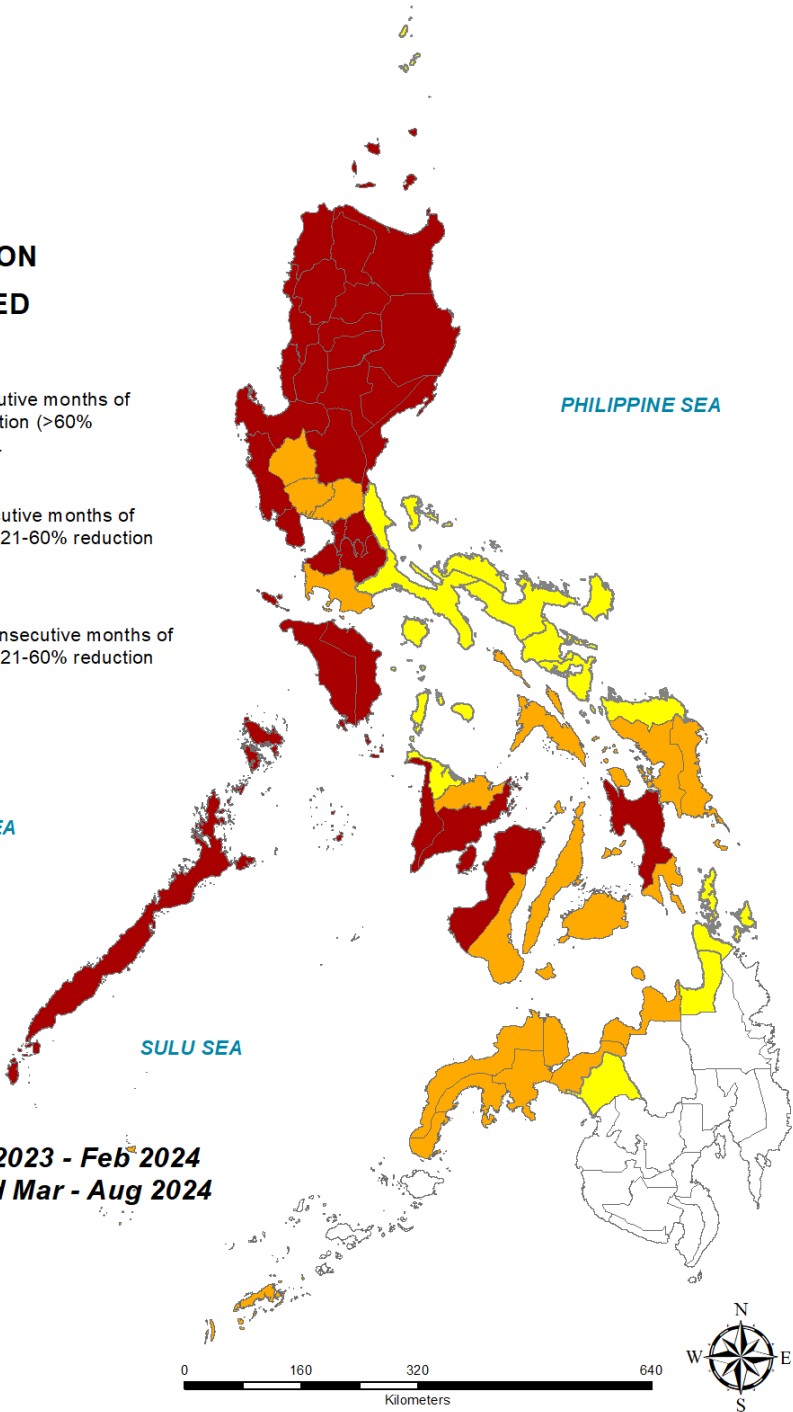 ON
ED
utive months of
tion (>60%
.
cutive months of
21-60% reduction
nsecutive months of
21-60% reduction
PHILIPPINE SEA
EA
SULU SEA
2023 - Feb 2024
d Mar - Aug 2024
N
W
E
S
0 160 320 640
Kilometers